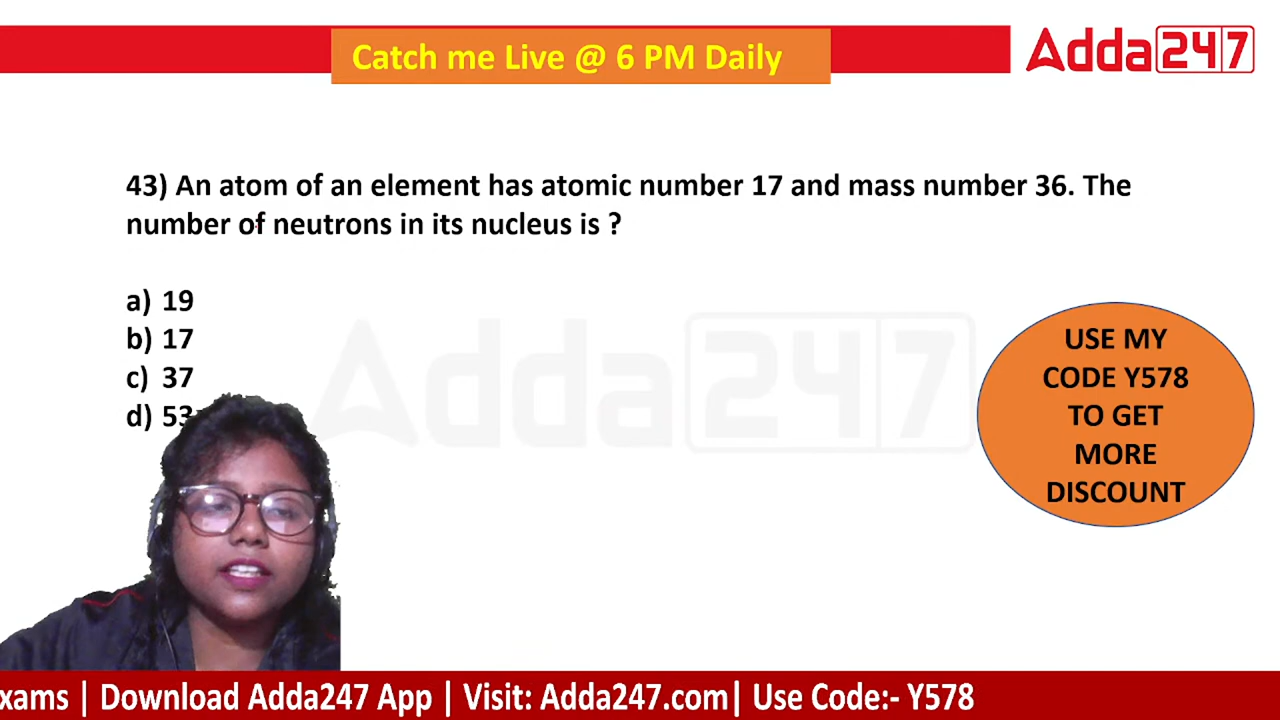 Catch me Live @ 6 PM Daily
Adda247
43) An atom of an element has atomic number 17 and mass number 36. The
number of neutrons in its nucleus is ?
a) 19
b) 17
c) 37
d) 53
Adda247
USE MY
CODE Y578
TO GET
MORE
DISCOUNT
xams | Download Adda247 App | Visit: Adda247.com| Use Code:- Y578